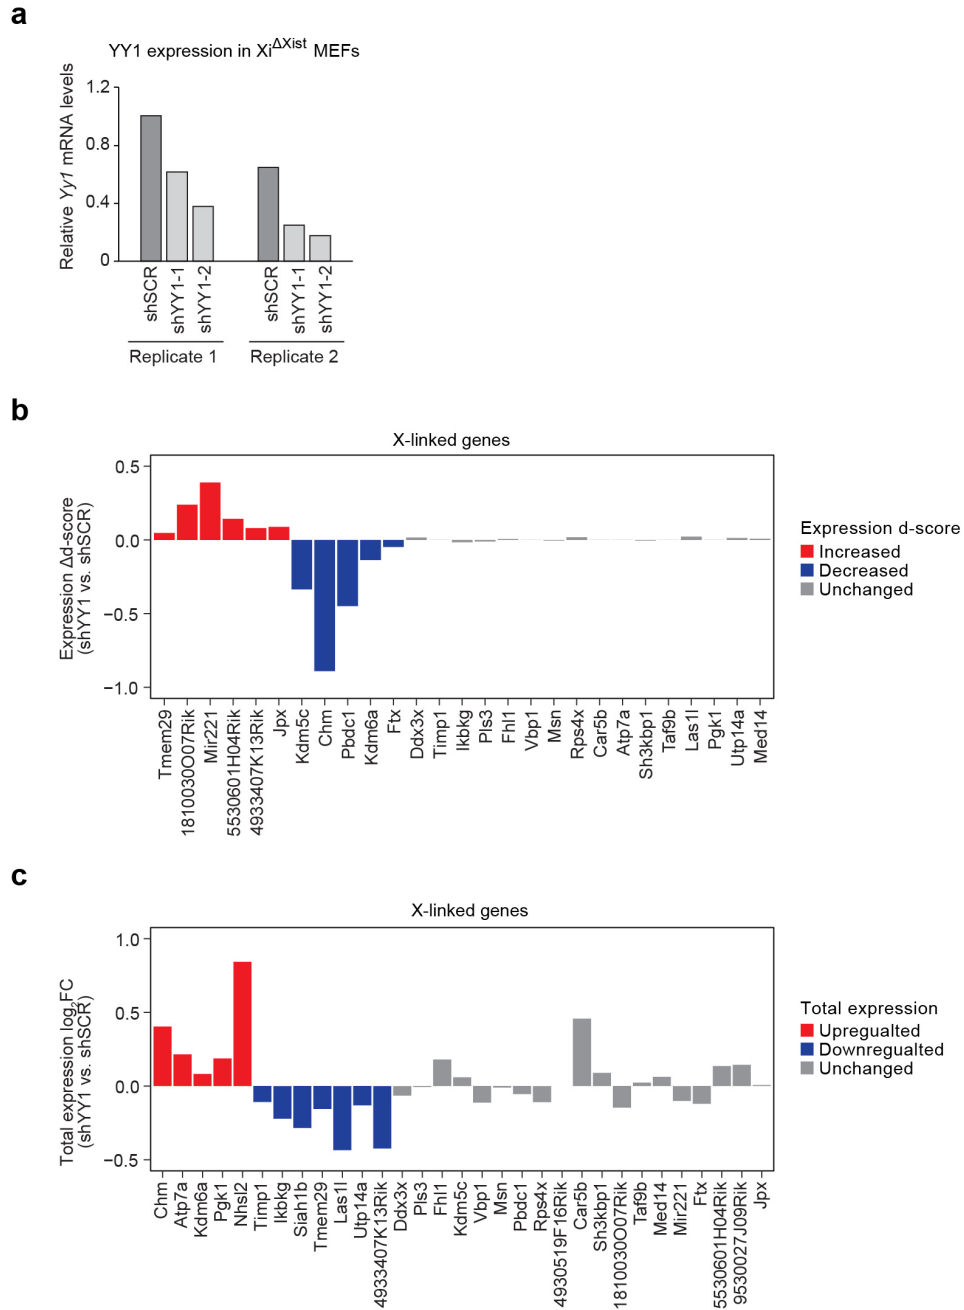 a
YY1 expression in XiΔXist MEFs
Relative Yy1 mRNA levels
1.2
0.8
0.4
0
shSCR
shYY1-1
shYY1-2
shSCR
shYY1-1
shYY1-2
Replicate 1
Replicate 2
b
X-linked genes
Expression Δd-score
(shYY1 vs. shSCR)
0.5
0.0
−0.5
−1.0
Tmem29
1810030O07Rik
Mir221
5530601H04Rik
4933407K13Rik
Jpx
Kdm5c
Chm
Pbdc1
Kdm6a
Ftx
Ddx3x
Timp1
Ikbkg
Pls3
Fhl1
Vbp1
Msn
Rps4x
Car5b
Atp7a
Sh3kbp1
Taf9b
Las1l
Pgk1
Utp14a
Med14
Expression d-score
Increased
Decreased
Unchanged
c
X-linked genes
Total expression log2FC
(shYY1 vs. shSCR)
1.0
0.5
0.0
−0.5
Chm
Atp7a
Kdm6a
Pgk1
Nhsl2
Timp1
Ikbkg
Siah1b
Tmem29
Las1l
Utp14a
4933407K13Rik
Ddx3x
Pls3
Fhl1
Kdm5c
Vbp1
Msn
Pbdc1
Rps4x
4930519F16Rik
Car5b
Sh3kbp1
1810030O07Rik
Taf9b
Med14
Mir221
Ftx
5530601H04Rik
9530027J09Rik
Jpx
Total expression
Upregualted
Downregualted
Unchanged